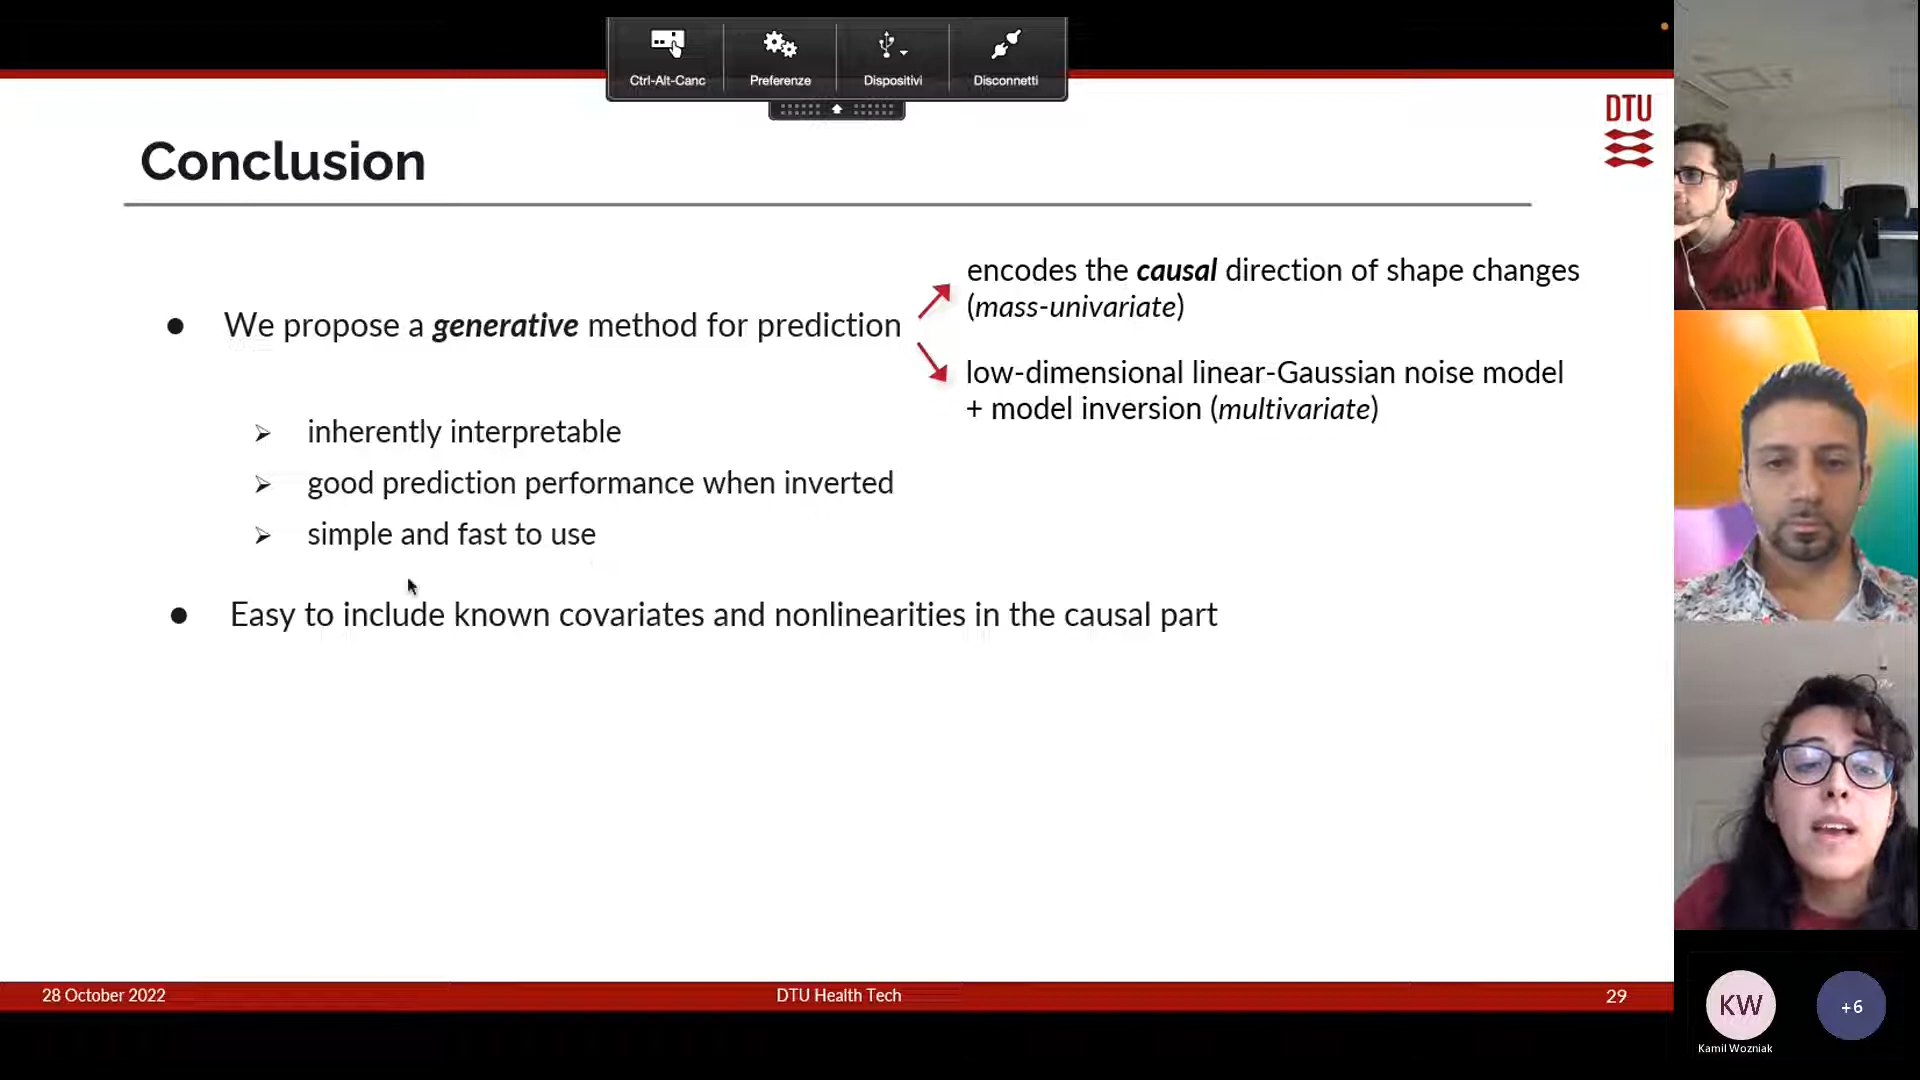 Ctrl-Alt-Canc
Preferenze
Dispositivi
Disconnetti
DTU
Conclusion
● We propose a generative method for prediction
encodes the causal direction of shape changes
(mass-univariate)
low-dimensional linear-Gaussian noise model
+ model inversion (multivariate)
➢ inherently interpretable
➢ good prediction performance when inverted
➢ simple and fast to use
● Easy to include known covariates and nonlinearities in the causal part
28 October 2022
DTU Health Tech
29
KW
+6
Kamil Wozniak